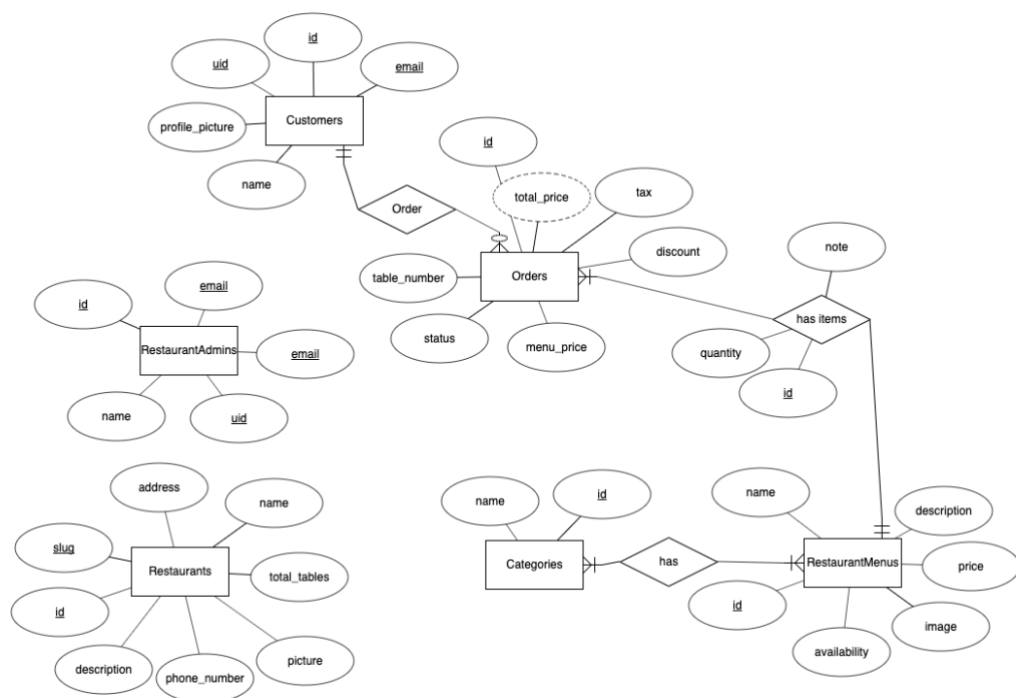 id
uid
email
Customers
profile_picture
name
id
total_price
tax
Order
note
table_number
Orders
discount
email
id
has items
status
menu_price
RestaurantAdmins
email
quantity
id
name
uid
address
name
name
id
name
description
slug
Restaurants
total_tables
Categories
has
RestaurantMenus
price
id
id
image
description
phone_number
picture
availability